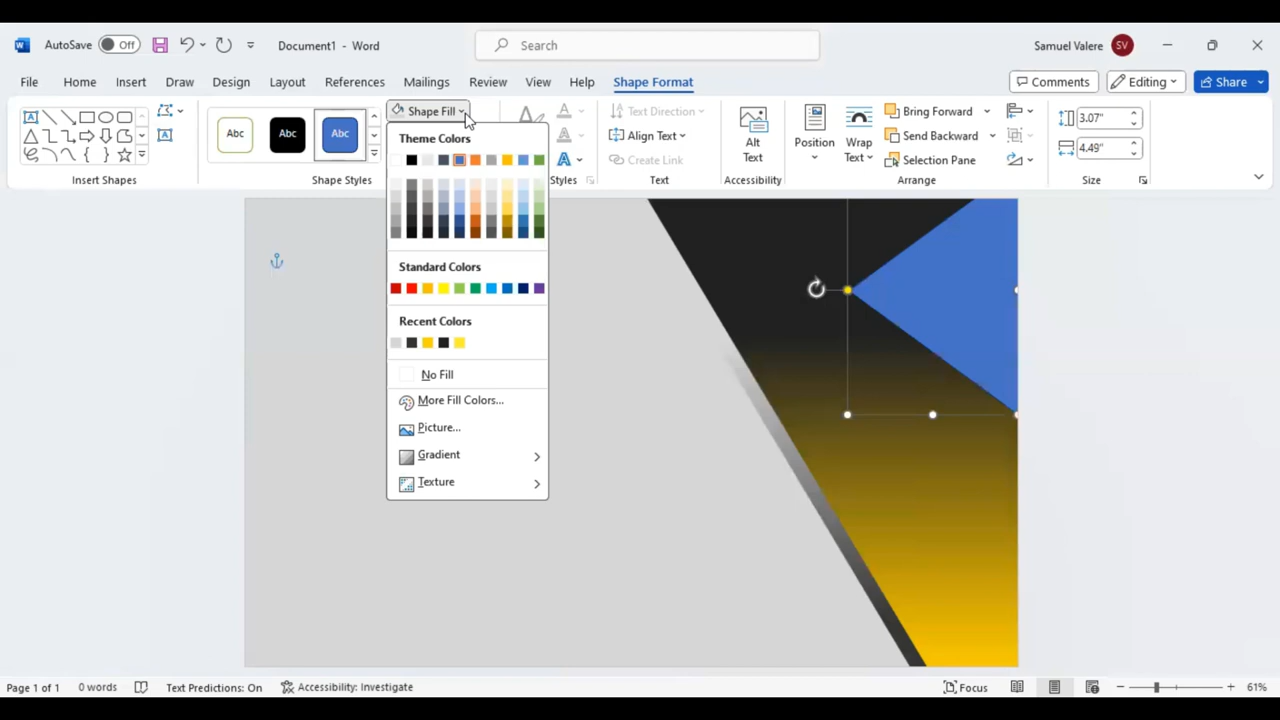 AutoSave Off Document1 - Word Search Samuel Valere SV
File Home Insert Draw Design Layout References Mailings Review View Help Shape Format Comments Editing Share
Abc Abc Abc Shape Fill Text Direction Bring Forward 3.07"
Align Text Send Backward
Create Link Alt Text Position Wrap Text Selection Pane 4.49"
Insert Shapes Shape Styles Styles Text Accessibility Arrange Size
Theme Colors
Standard Colors
Recent Colors
No Fill
More Fill Colors...
Picture...
Gradient
Texture
Page 1 of 1 0 words Text Predictions: On Accessibility: Investigate Focus 61%